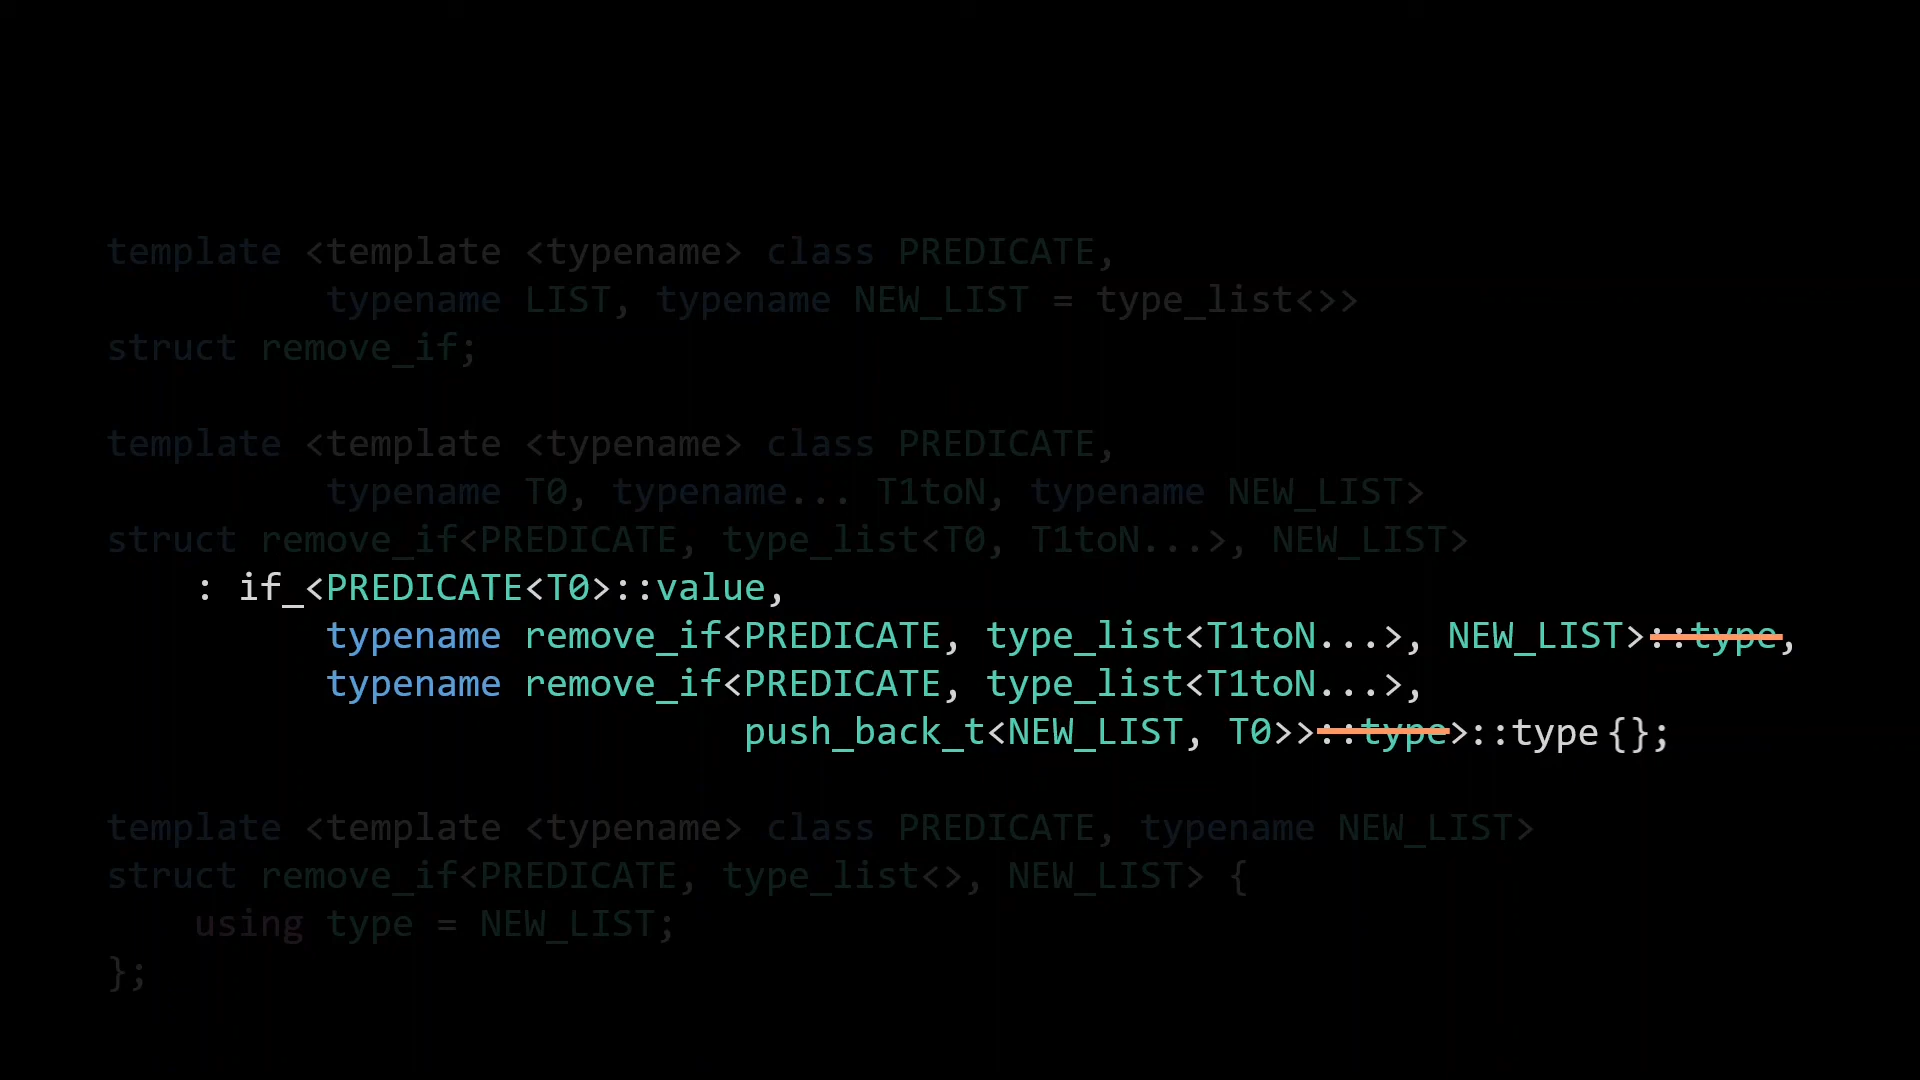 template <template <typename> class PREDICATE,
typename LIST, typename NEW_LIST = type_list<>>
struct remove_if;
template <template <typename> class PREDICATE,
typename T0, typename... T1toN, typename NEW_LIST>
struct remove_if<PREDICATE, type_list<T0, T1toN...>, NEW_LIST>
: if_<PREDICATE<T0>::value,
typename remove_if<PREDICATE, type_list<T1toN...>, NEW_LIST>::type,
typename remove_if<PREDICATE, type_list<T1toN...>,
push_back_t<NEW_LIST, T0>>::type>::type {};
template <template <typename> class PREDICATE, typename NEW_LIST>
struct remove_if<PREDICATE, type_list<>, NEW_LIST> {
using type = NEW_LIST;
};